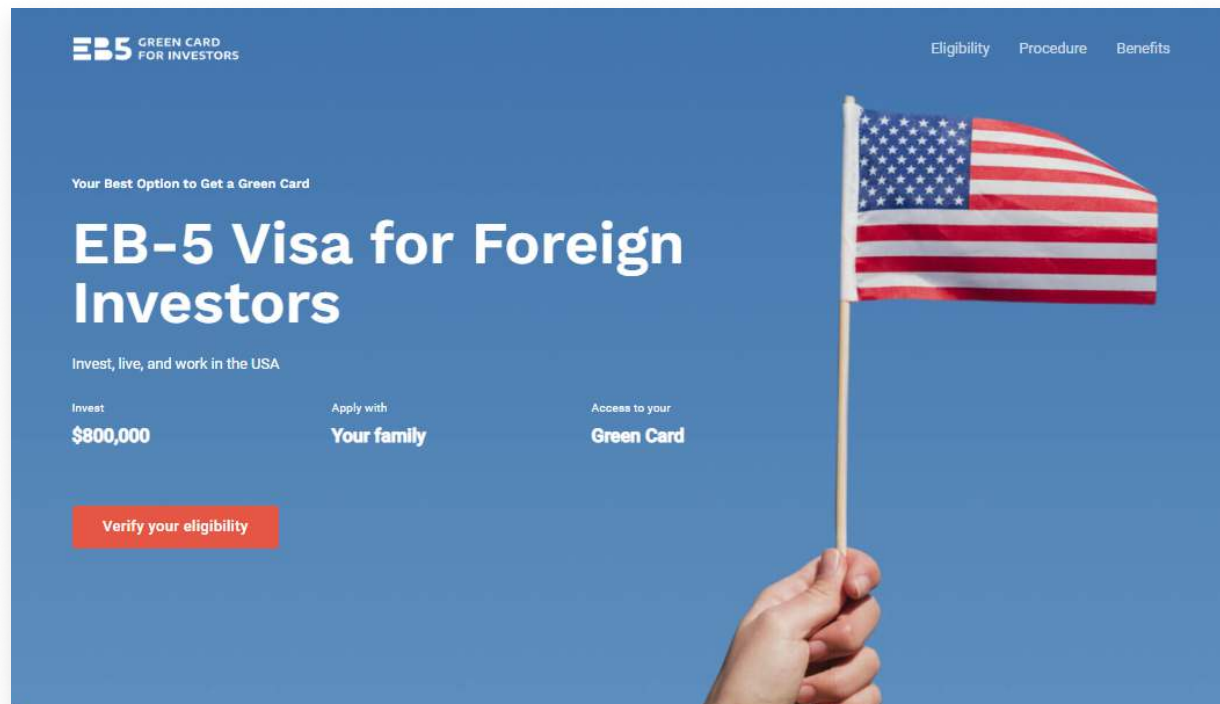 EB5 GREEN CARD
FOR INVESTORS
Eligibility Procedure Benefits
Your Best Option to Get a Green Card
EB-5 Visa for Foreign
Investors
Invest, live, and work in the USA
Invest
$800,000
Apply with
Your family
Access to your
Green Card
Verify your eligibility